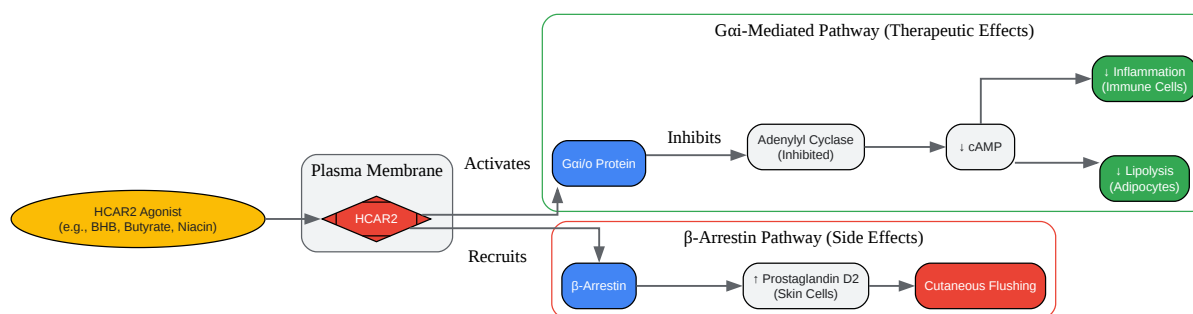 Gαi-Mediated Pathway (Therapeutic Effects)
↓ Inflammation
(Immune Cells)
Inhibits
Adenylyl Cyclase
(Inhibited)
↓ cAMP
Activates
Gαi/o Protein
↓ Lipolysis
(Adipocytes)
Plasma Membrane
HCAR2
HCAR2 Agonist
(e.g., BHB, Butyrate, Niacin)
Recruits
β-Arrestin Pathway (Side Effects)
β-Arrestin
↑ Prostaglandin D2
(Skin Cells)
Cutaneous Flushing